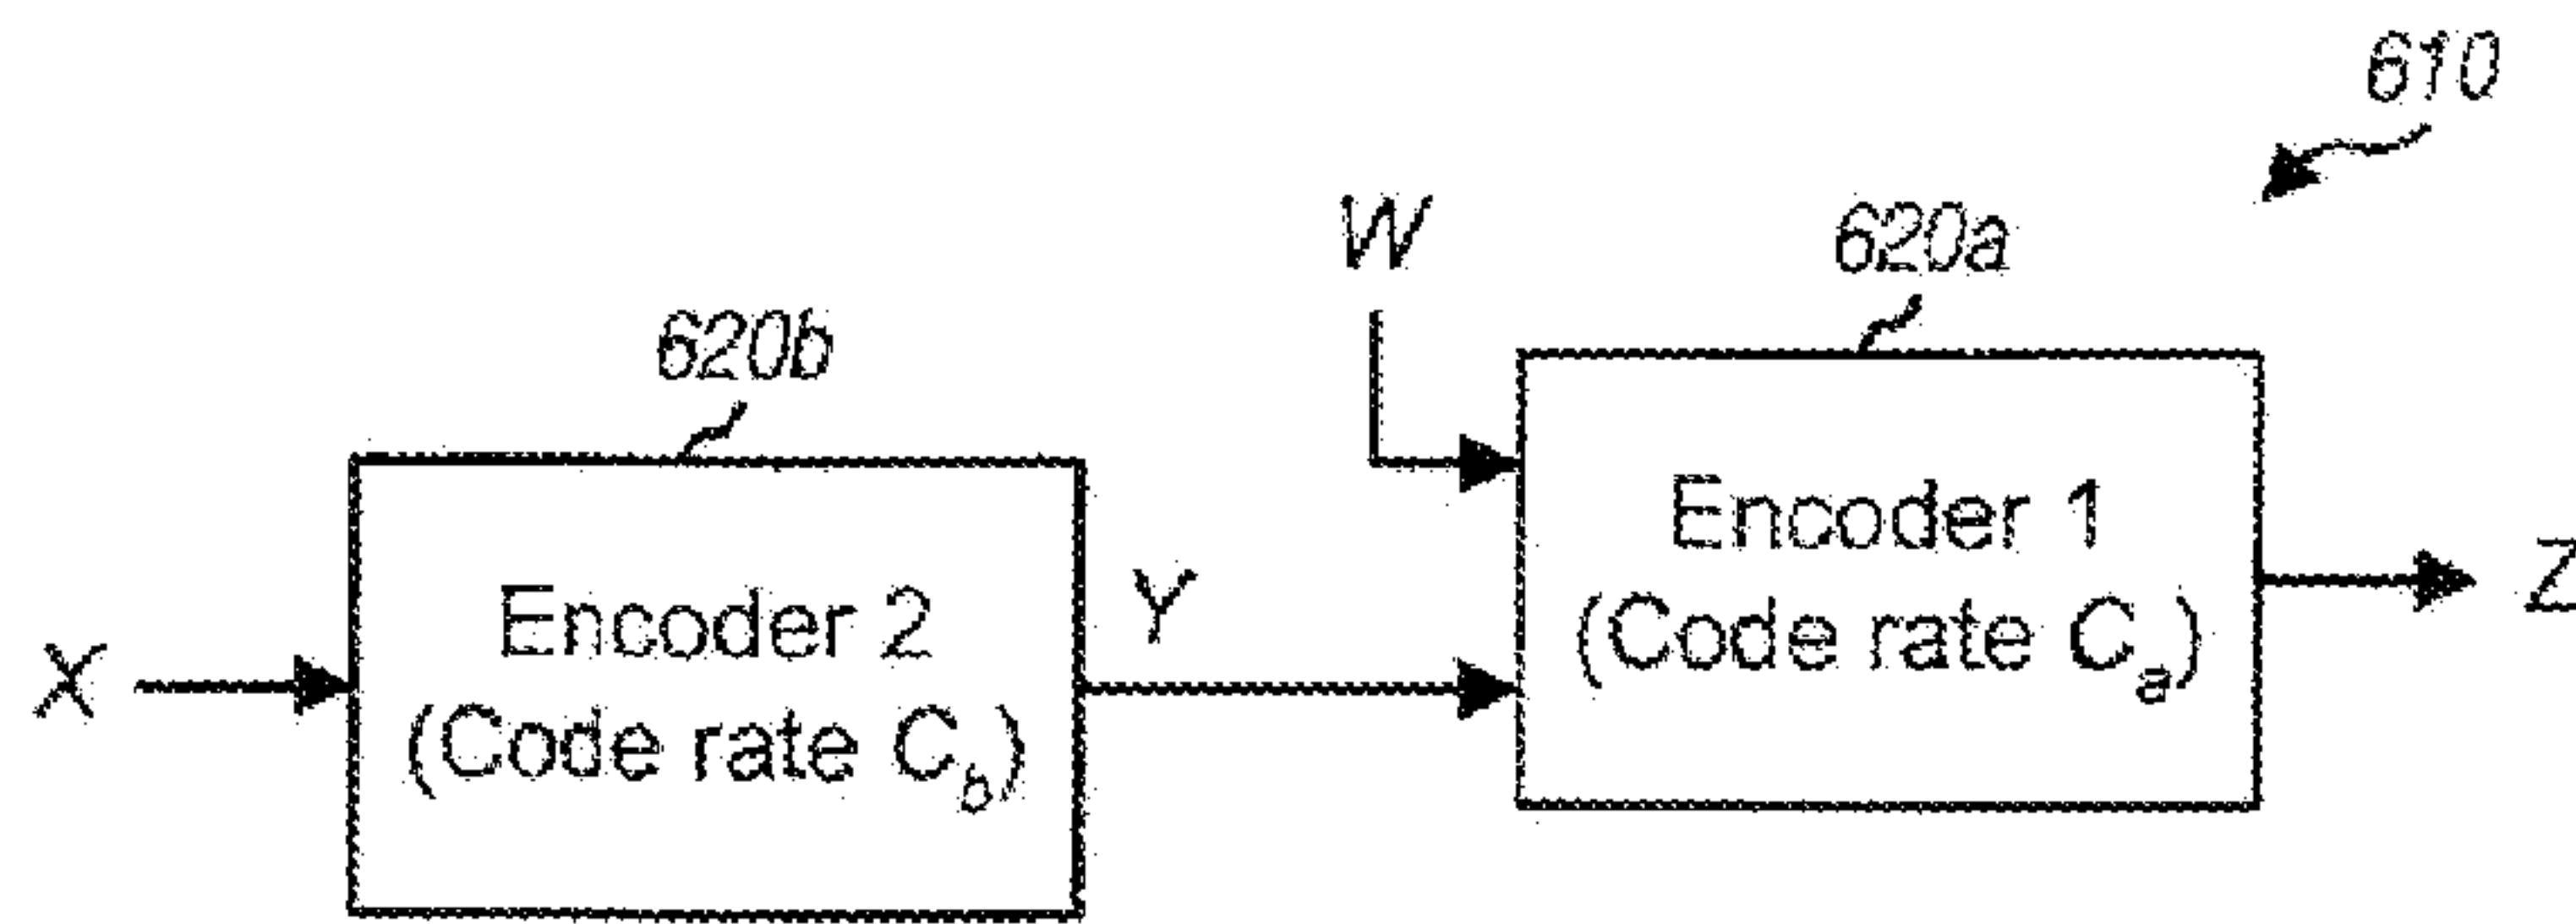 610
W
620a
620b
Encoder 1
(Code rate Ca)
Z
Y
Encoder 2
(Code rate Cb)
X